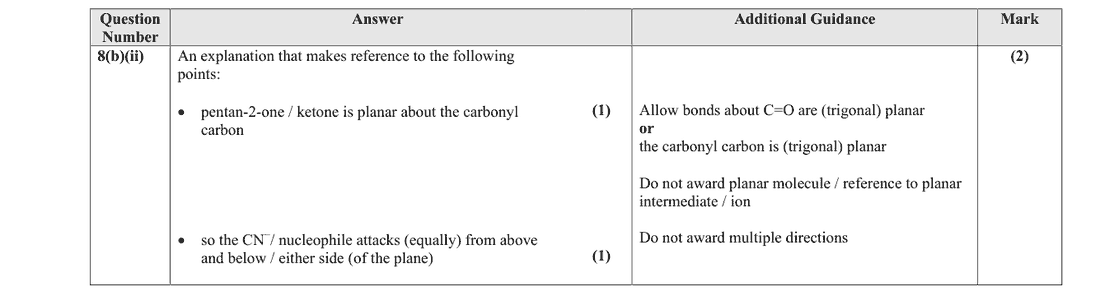 Question Number Answer Additional Guidance Mark
8(b)(ii) An explanation that makes reference to the following points: (2)
• pentan-2-one / ketone is planar about the carbonyl (1) Allow bonds about C=O are (trigonal) planar
carbon or
the carbonyl carbon is (trigonal) planar
Do not award planar molecule / reference to planar
intermediate / ion
• so the CN⁻/ nucleophile attacks (equally) from above Do not award multiple directions
and below / either side (of the plane) (1)